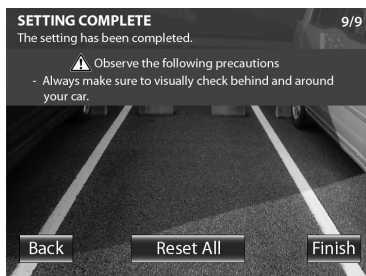 SETTING COMPLETE
9/9
The setting has been completed.
Observe the following precautions
- Always make sure to visually check behind and around
your car.
Back
Reset All
Finish